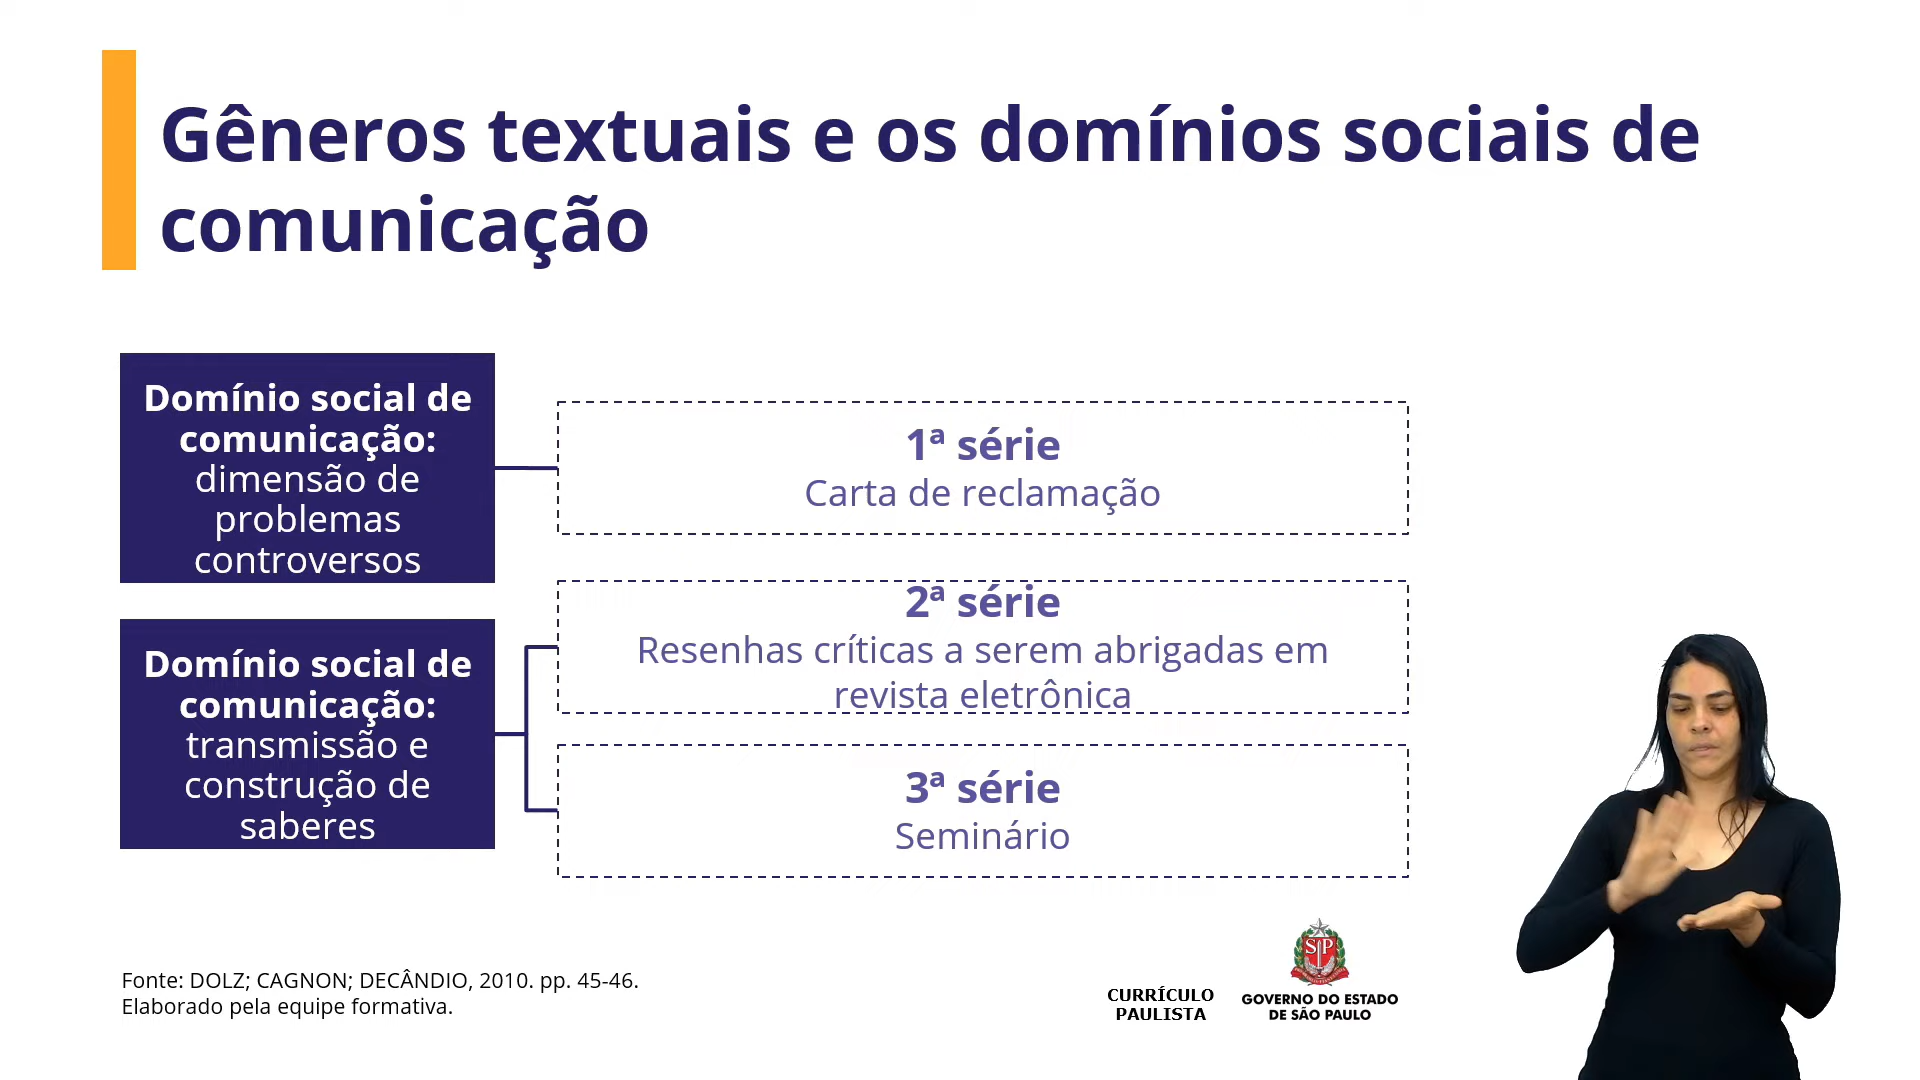 Gêneros textuais e os domínios sociais de
comunicação
Domínio social de
comunicação:
dimensão de
problemas
controversos
1ª série
Carta de reclamação
Domínio social de
comunicação:
transmissão e
construção de
saberes
2ª série
Resenhas críticas a serem abrigadas em
revista eletrônica
3ª série
Seminário
Fonte: DOLZ; CAGNON; DECÂNDIO, 2010. pp. 45-46.
Elaborado pela equipe formativa.
CURRÍCULO
PAULISTA
SP
GOVERNO DO ESTADO
DE SÃO PAULO